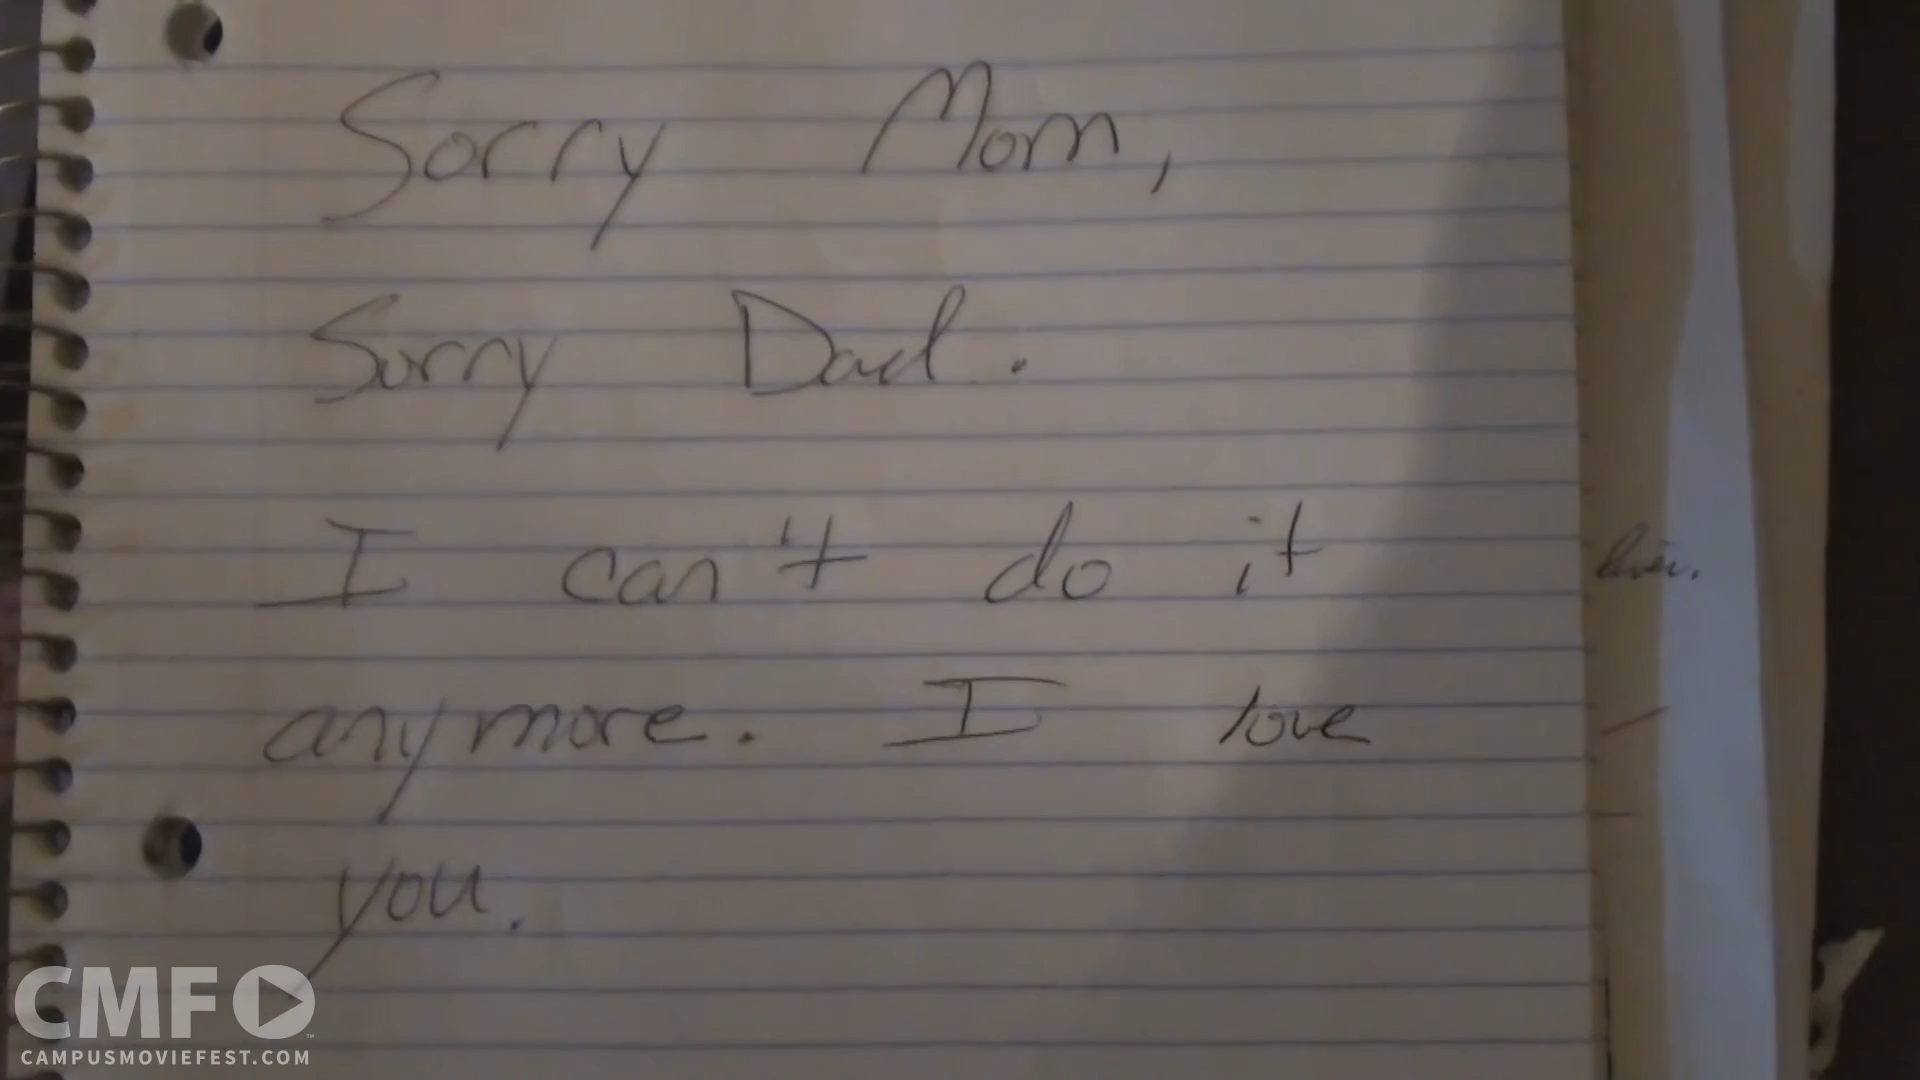 Sorry Mom,
Sorry Dad.
I can't do it
anymore. I love
you.
CMF
CAMPUSMOVIEFEST.COM